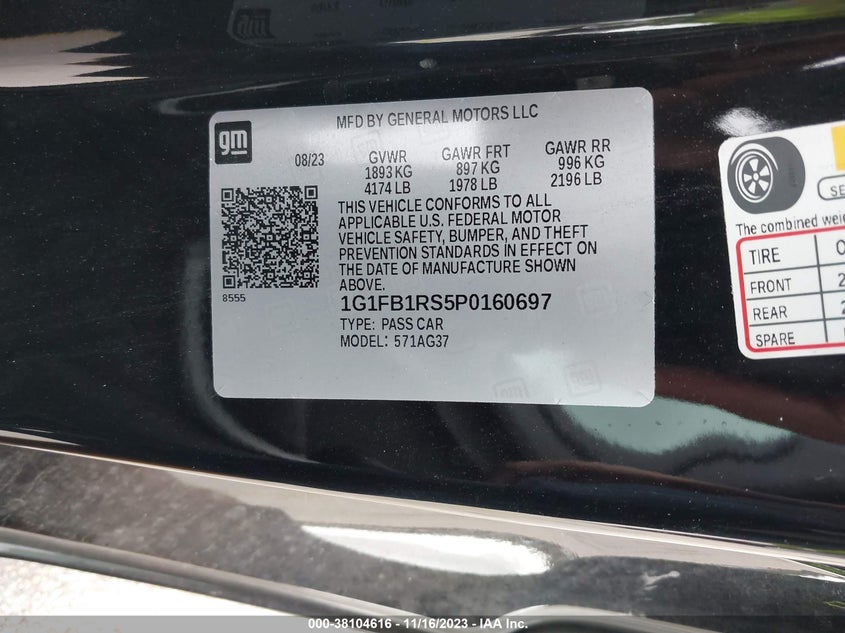 gm
MFD BY GENERAL MOTORS LLC
08/23 GVWR GAWR FRT GAWR RR
1893 KG 897 KG 996 KG
4174 LB 1978 LB 2196 LB
THIS VEHICLE CONFORMS TO ALL
APPLICABLE U.S. FEDERAL MOTOR
VEHICLE SAFETY, BUMPER, AND THEFT
PREVENTION STANDARDS IN EFFECT ON
THE DATE OF MANUFACTURE SHOWN
ABOVE.
8555
1G1FB1RS5P0160697
TYPE: PASS CAR
MODEL: 571AG37
The combined
TIRE
FRONT
REAR
SPARE
000-38104616 - 11/16/2023 - IAA Inc.